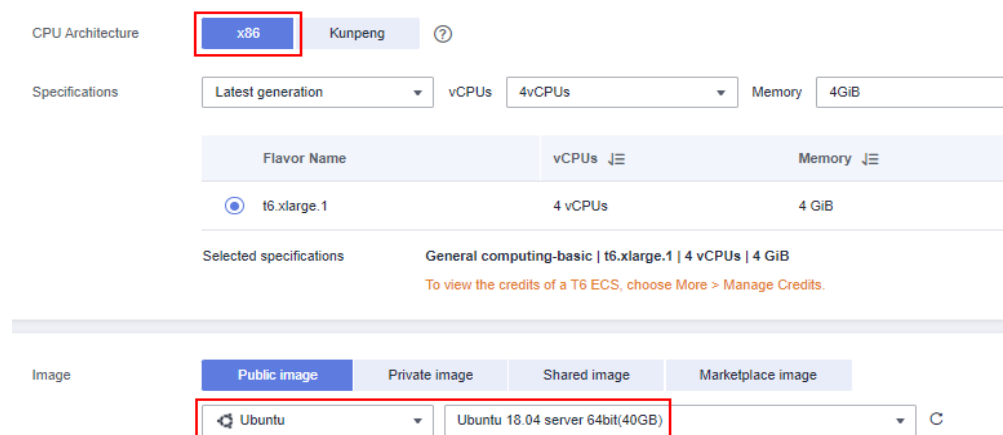 CPU Architecture x86 Kunpeng ?
Specifications Latest generation vCPUs 4vCPUs Memory 4GiB
Flavor Name vCPUs Memory
t6.xlarge.1 4 vCPUs 4 GiB
Selected specifications General computing-basic | t6.xlarge.1 | 4 vCPUs | 4 GiB
To view the credits of a T6 ECS, choose More > Manage Credits.
Image Public image Private image Shared image Marketplace image
Ubuntu Ubuntu 18.04 server 64bit(40GB)